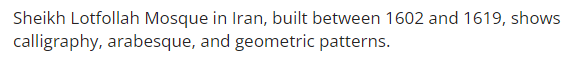 Sheikh Lotfollah Mosque in Iran, built between 1602 and 1619, shows
calligraphy, arabesque, and geometric patterns.